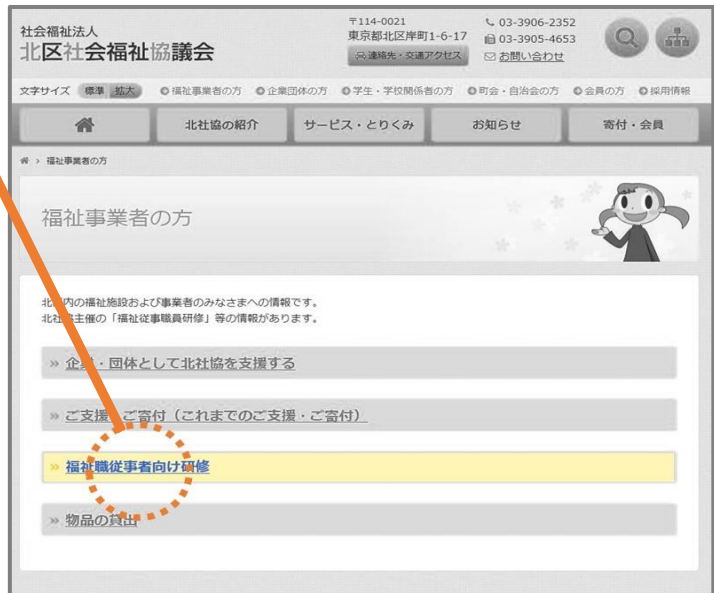 社会福祉法人
北区社会福祉協議会
〒114-0021
東京都北区岸町1-6-17
連絡先・交通アクセス
03-3906-2352
03-3905-4653
お問い合わせ
文字サイズ 標準 拡大 福祉事業者の方 企業団体の方 学生・学校関係者の方 町会・自治会の方 会員の方 採用情報
北社協の紹介 サービス・とりくみ お知らせ 寄付・会員
> 福祉事業者の方
福祉事業者の方
北区内の福祉施設および事業者のみなさまへの情報です。
北社協主催の「福祉従事職員研修」等の情報があります。
» 企業・団体として北社協を支援する
» ご支援・ご寄付（これまでのご支援・ご寄付）
» 福祉職従事者向け研修
» 物品の貸出